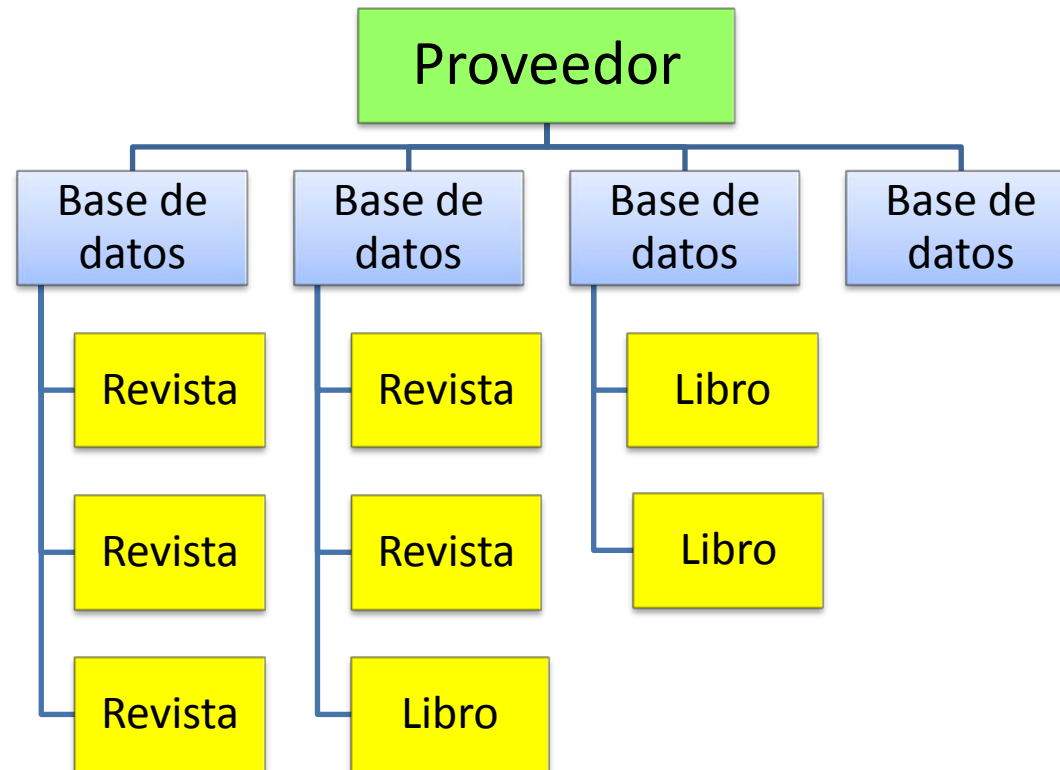 Proveedor
Base de
datos
Base de
datos
Base de
datos
Base de
datos
Revista
Revista
Libro
Revista
Revista
Libro
Revista
Libro